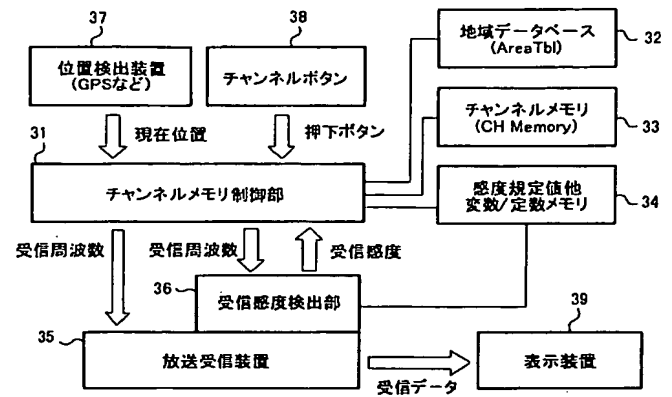 37
38
位置検出装置
(GPSなど)
チャンネルボタン
地域データベース
(AreaTbl)
32
現在位置
押下ボタン
チャンネルメモリ
(CH Memory)
33
31
チャンネルメモリ制御部
感度規定値他
変数/定数メモリ
34
受信周波数
受信周波数
受信感度
36
受信感度検出部
35
放送受信装置
39
表示装置
受信データ